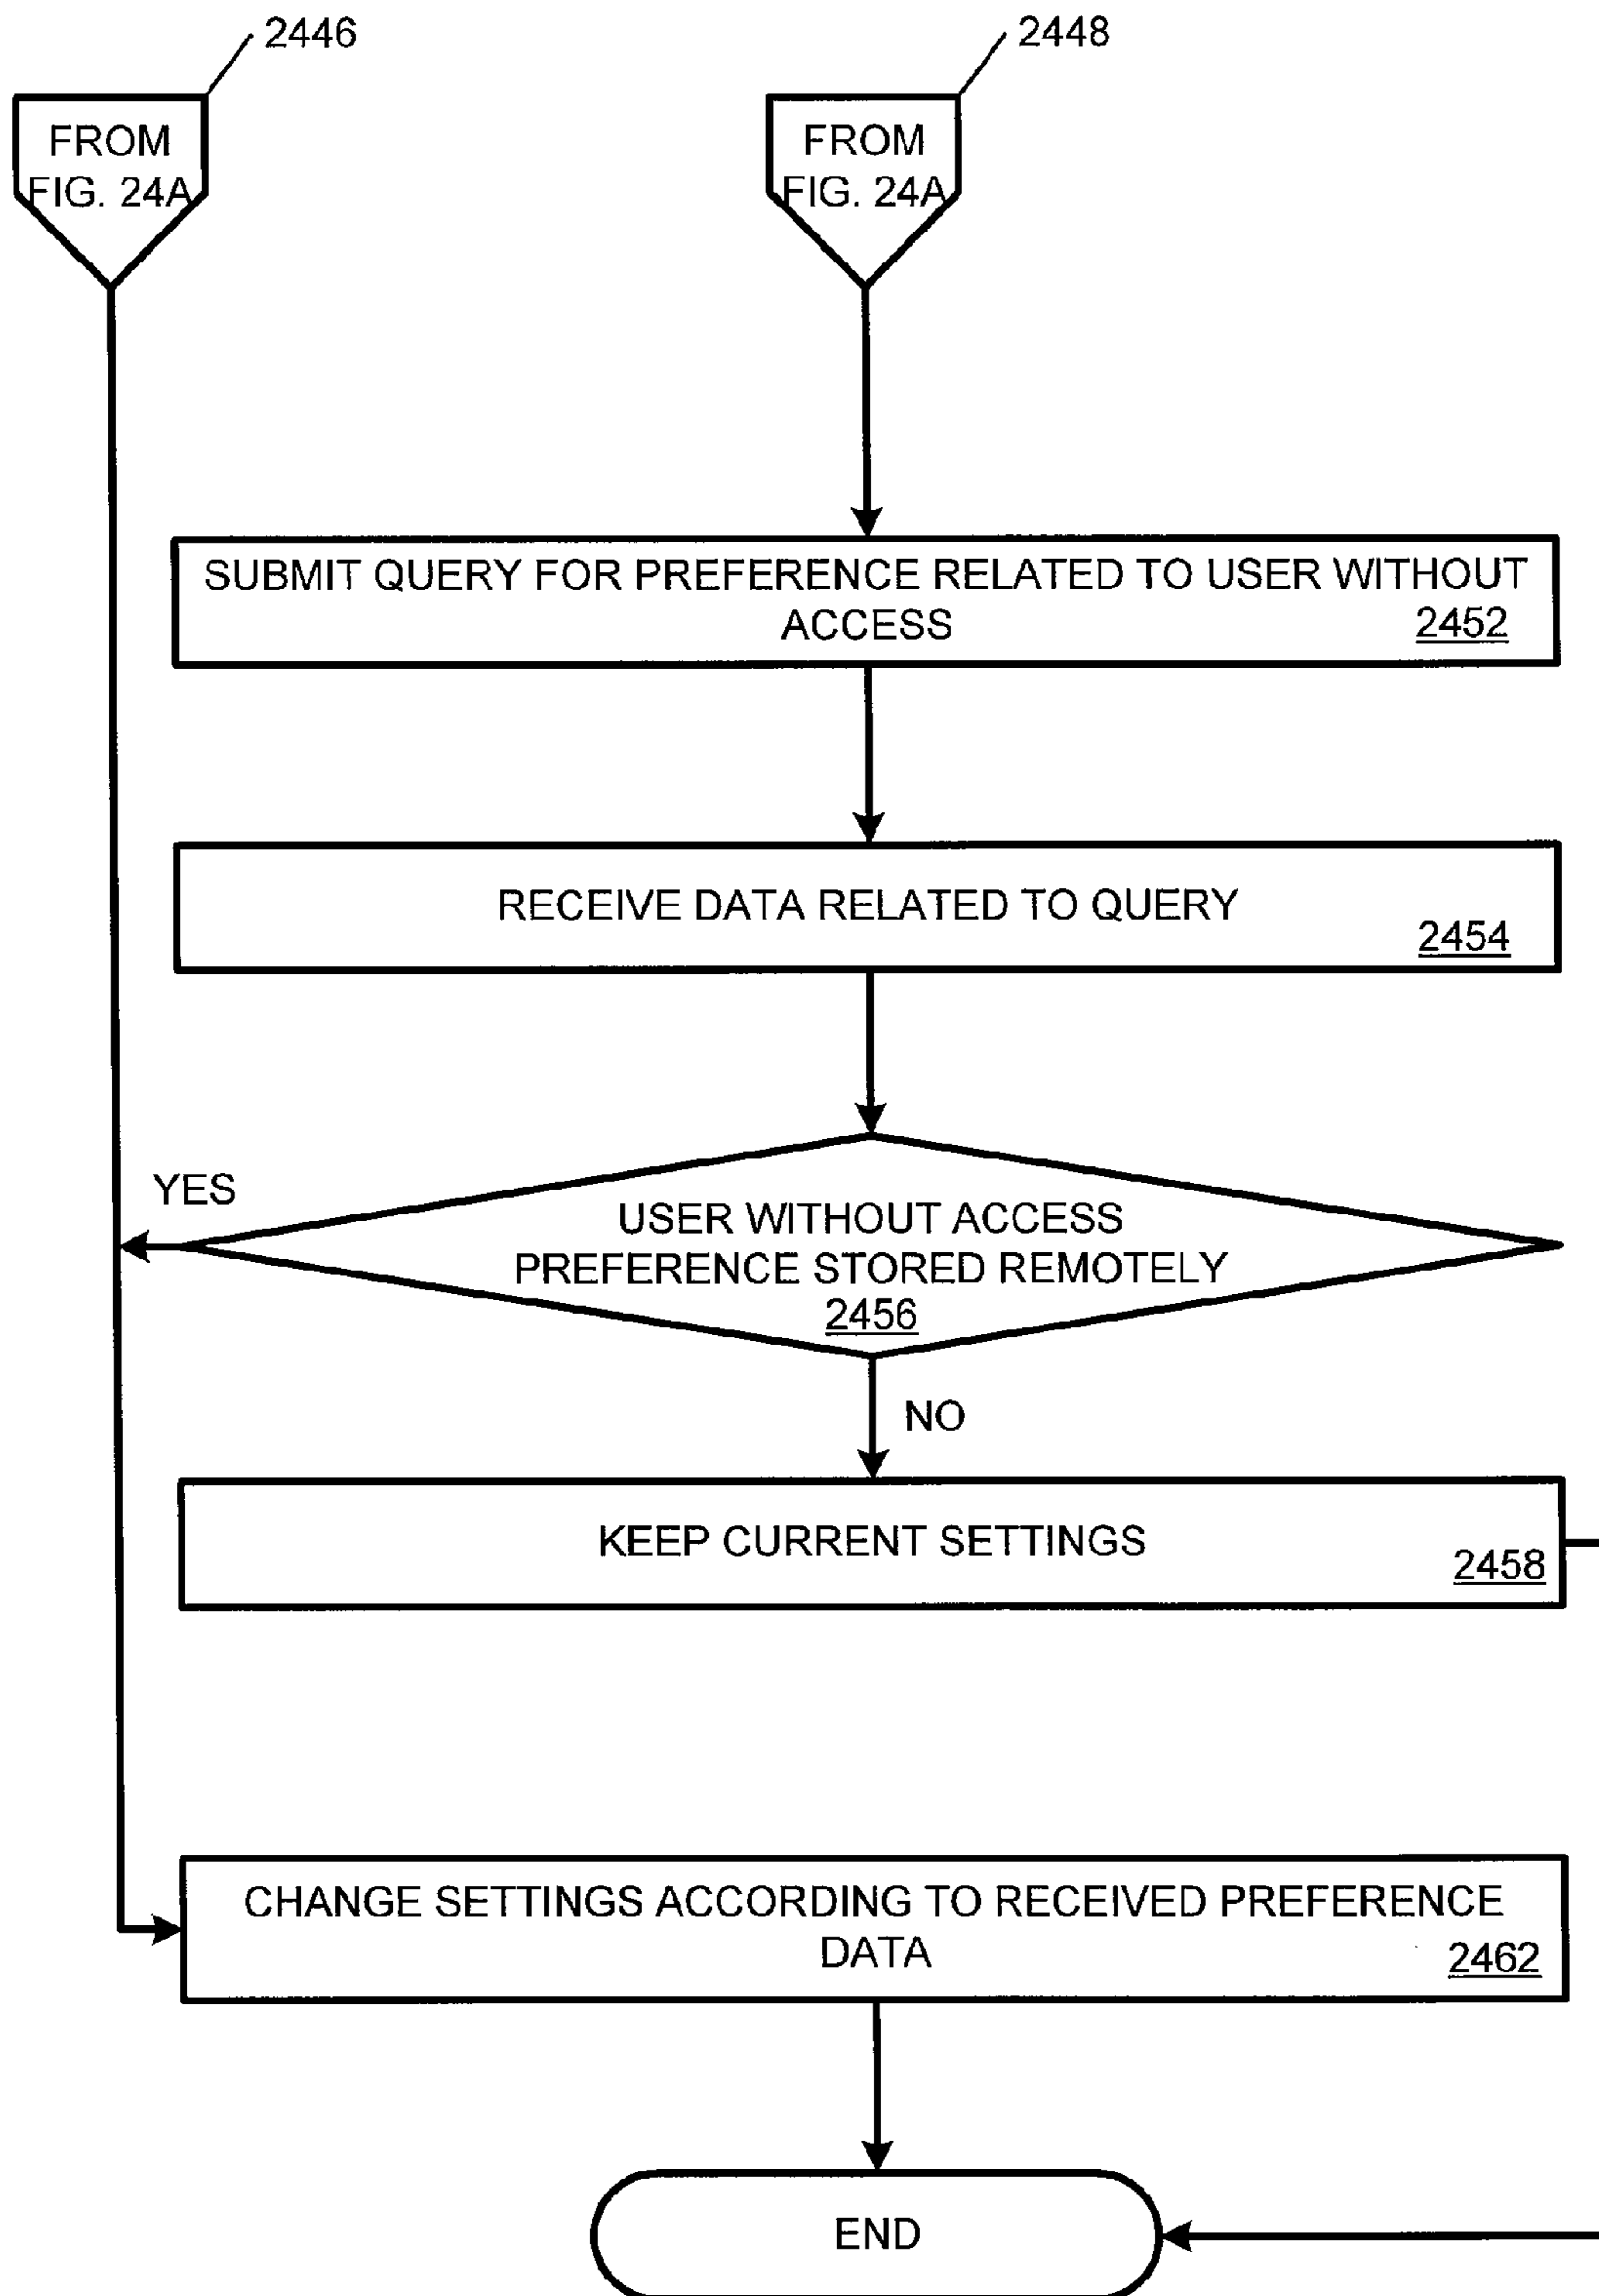 2446
2448
FROM
FIG. 24A
FROM
FIG. 24A
SUBMIT QUERY FOR PREFERENCE RELATED TO USER WITHOUT
ACCESS
2452
RECEIVE DATA RELATED TO QUERY
2454
YES
USER WITHOUT ACCESS
PREFERENCE STORED REMOTELY
2456
NO
KEEP CURRENT SETTINGS
2458
CHANGE SETTINGS ACCORDING TO RECEIVED PREFERENCE
DATA
2462
END